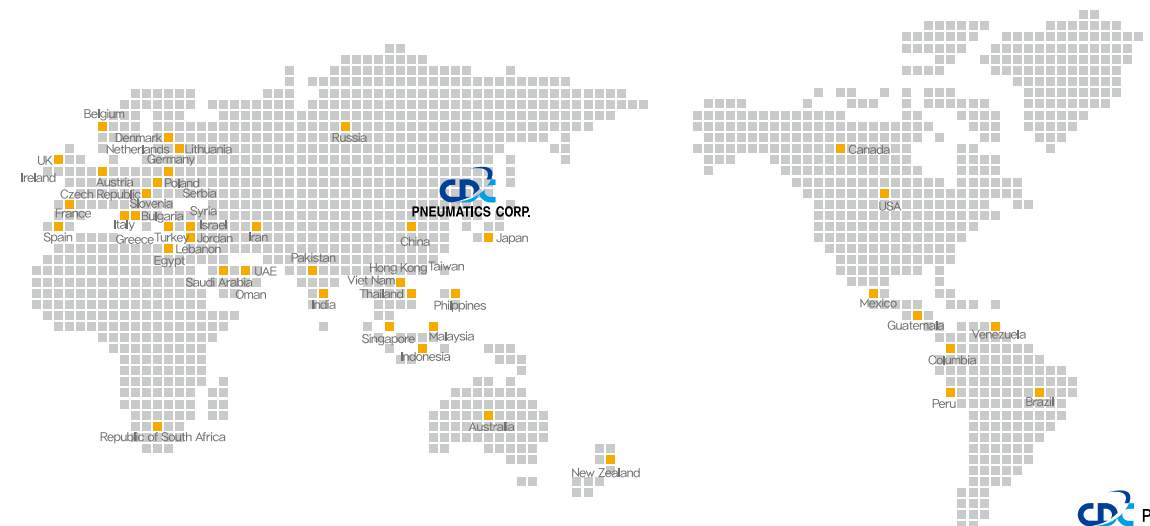 Belgium
Denmark
Netherlands
Lithuania
Germany
Russia
Canada
UK
Ireland
Austria
Poland
Czech Republic
Serbia
Slovenia
USA
CDC
PNEUMATICS CORP.
France
Syria
Italy
Bulgaria
Israel
Spain
Greece
Turkey
Jordan
Iran
China
Japan
Lebanon
Egypt
Pakistan
Saudi Arabia
UAE
Hong Kong
Taiwan
Viet Nam
Oman
India
Thailand
Philippines
Mexico
Guatemala
Venezuela
Singapore
Malaysia
Indonesia
Columbia
Peru
Brazil
Republic of South Africa
Australia
New Zealand
CDC P